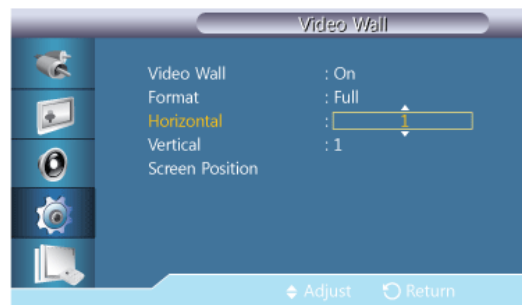 Video Wall
Video Wall : On
Format : Full
Horizontal : 1
Vertical : 1
Screen Position
Adjust Return